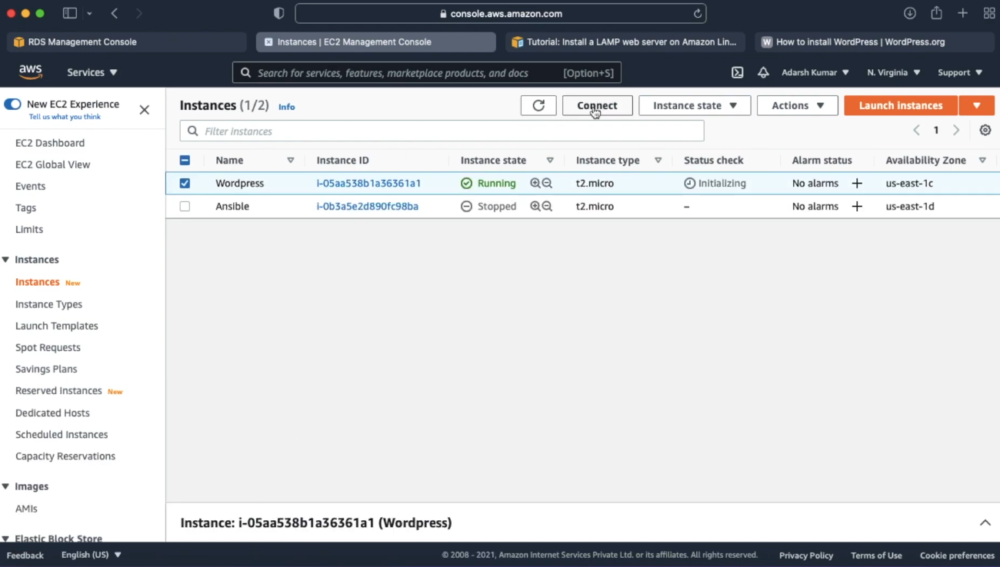 console.aws.amazon.com
RDS Management Console
Instances | EC2 Management Console
Tutorial: Install a LAMP web server on Amazon Lin...
W How to install WordPress | WordPress.org
aws
Services
Search for services, features, marketplace products, and docs
[Option+S]
Adarsh Kumar
N. Virginia
Support
New EC2 Experience
Tell us what you think
EC2 Dashboard
EC2 Global View
Events
Tags
Limits
Instances
Instances New
Instance Types
Launch Templates
Spot Requests
Savings Plans
Reserved Instances New
Dedicated Hosts
Scheduled Instances
Capacity Reservations
Images
AMIs
Elastic Block Store
Instances (1/2) Info
Connect
Instance state
Actions
Launch instances
Filter instances
1
Name Instance ID Instance state Instance type Status check Alarm status Availability Zone
Wordpress i-05aa538b1a36361a1 Running t2.micro Initializing No alarms + us-east-1c
Ansible i-0b3a5e2d890fc98ba Stopped t2.micro – No alarms + us-east-1d
Instance: i-05aa538b1a36361a1 (Wordpress)
Feedback
English (US)
© 2008 - 2021, Amazon Internet Services Private Ltd. or its affiliates. All rights reserved.
Privacy Policy
Terms of Use
Cookie preferences